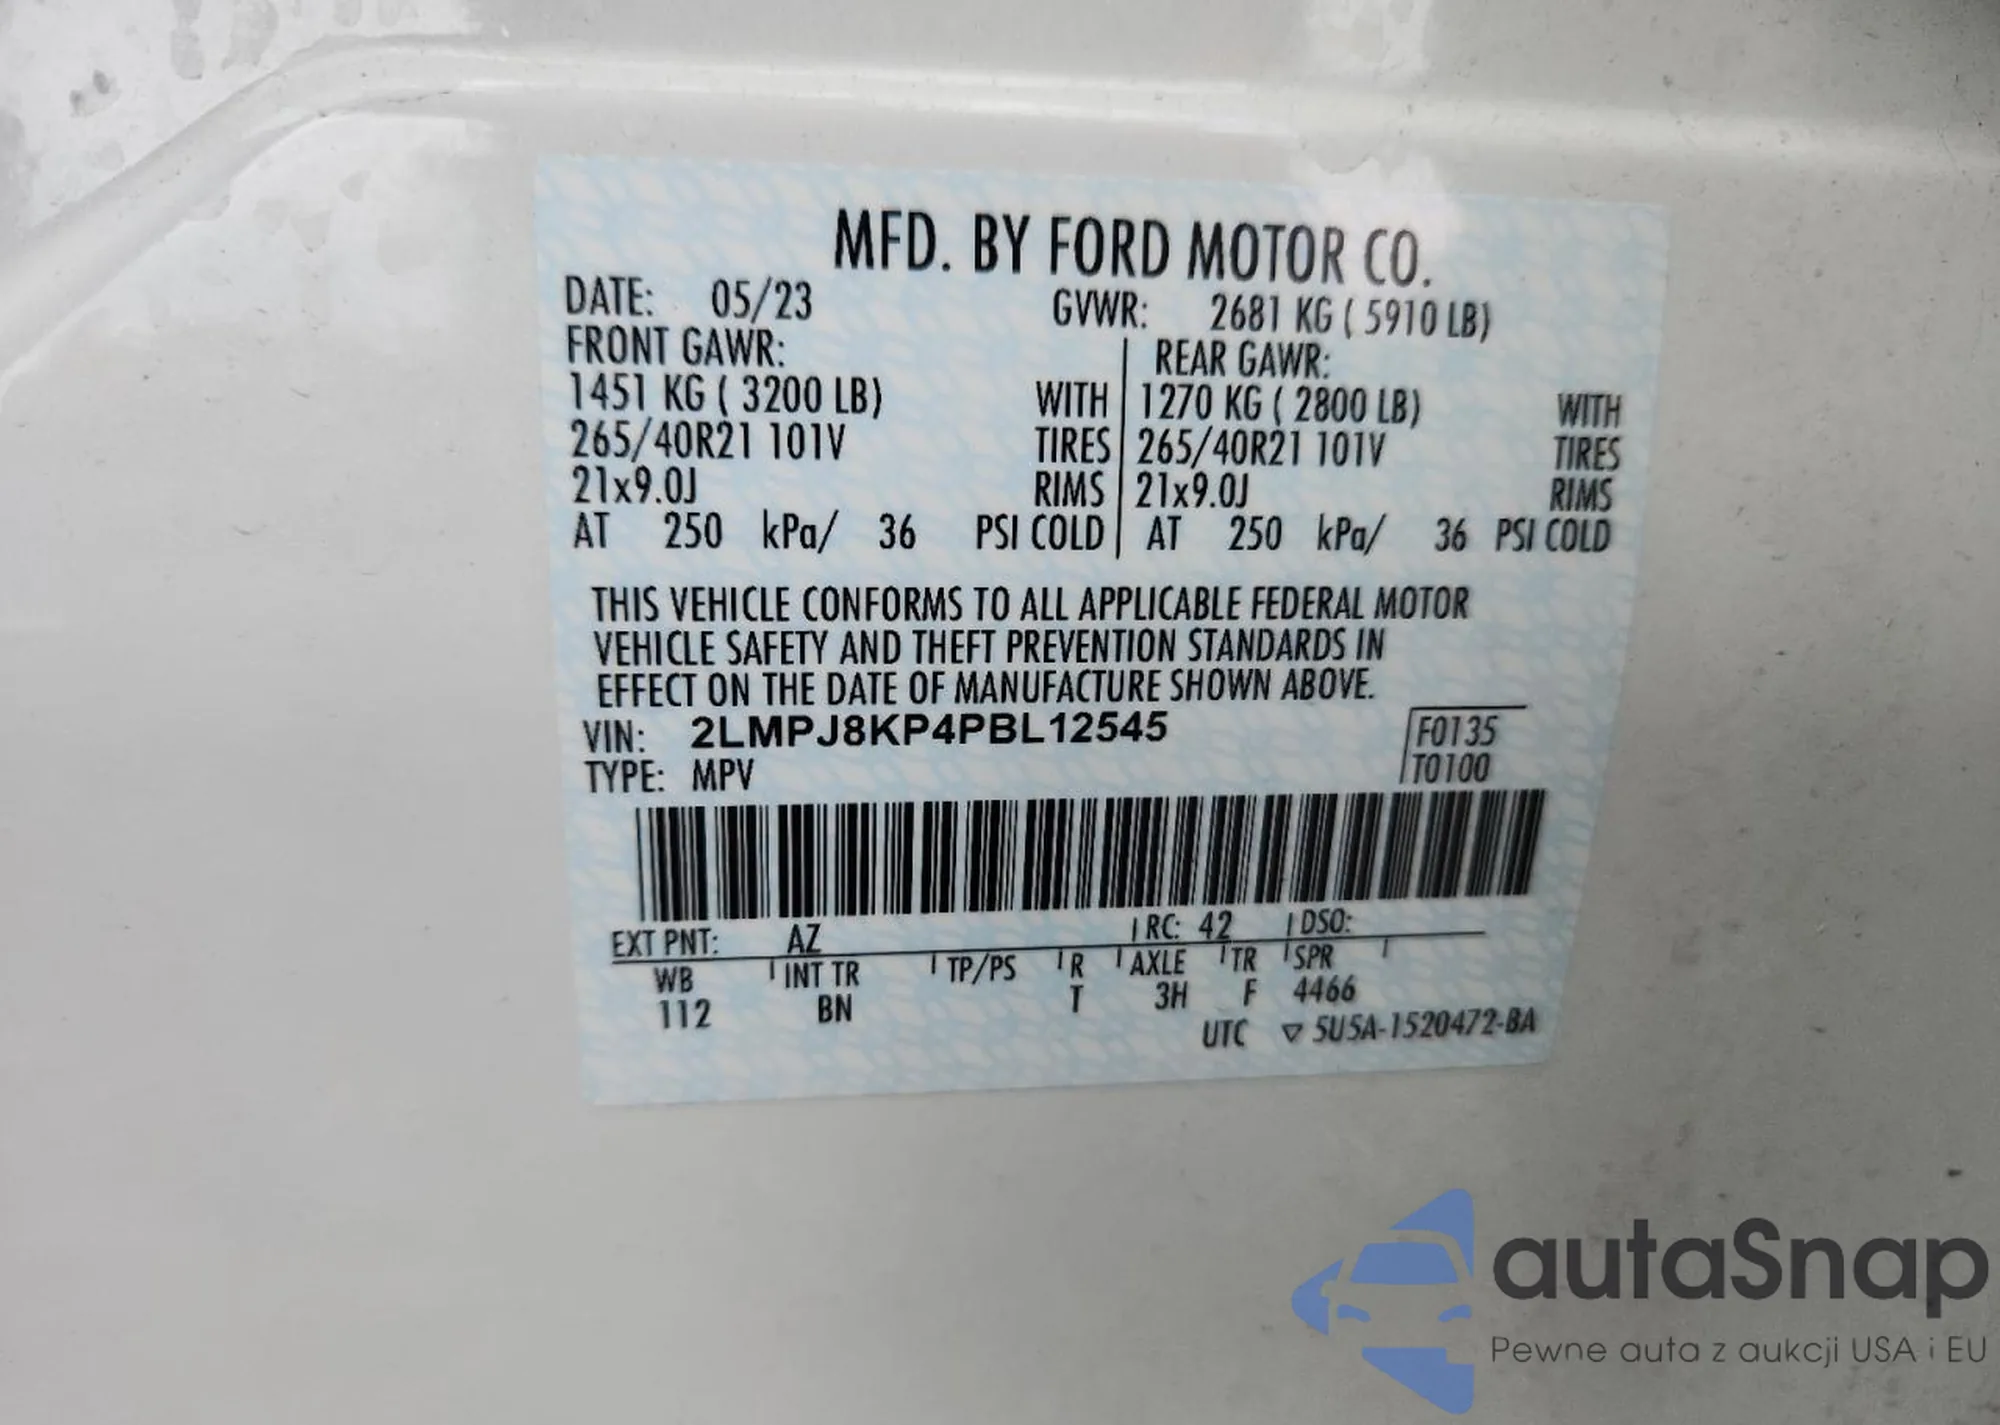 MFD. BY FORD MOTOR CO.
DATE: 05/23 GVWR: 2681 KG ( 5910 LB)
FRONT GAWR: REAR GAWR:
1451 KG ( 3200 LB) WITH 1270 KG ( 2800 LB) WITH
265/40R21 101V TIRES 265/40R21 101V TIRES
21x9.0J RIMS 21x9.0J RIMS
AT 250 kPa/ 36 PSI COLD AT 250 kPa/ 36 PSI COLD
THIS VEHICLE CONFORMS TO ALL APPLICABLE FEDERAL MOTOR
VEHICLE SAFETY AND THEFT PREVENTION STANDARDS IN
EFFECT ON THE DATE OF MANUFACTURE SHOWN ABOVE.
VIN: 2LMPJ8KP4PBL12545 F0135
TYPE: MPV T0100
EXT PNT: AZ RC: 42 DSO:
WB INT TR TP/PS R AXLE TR SPR
112 BN T 3H F 4466
UTC ▽ 5U5A-1520472-BA
autaSnap
Pewne auta z aukcji USA i EU